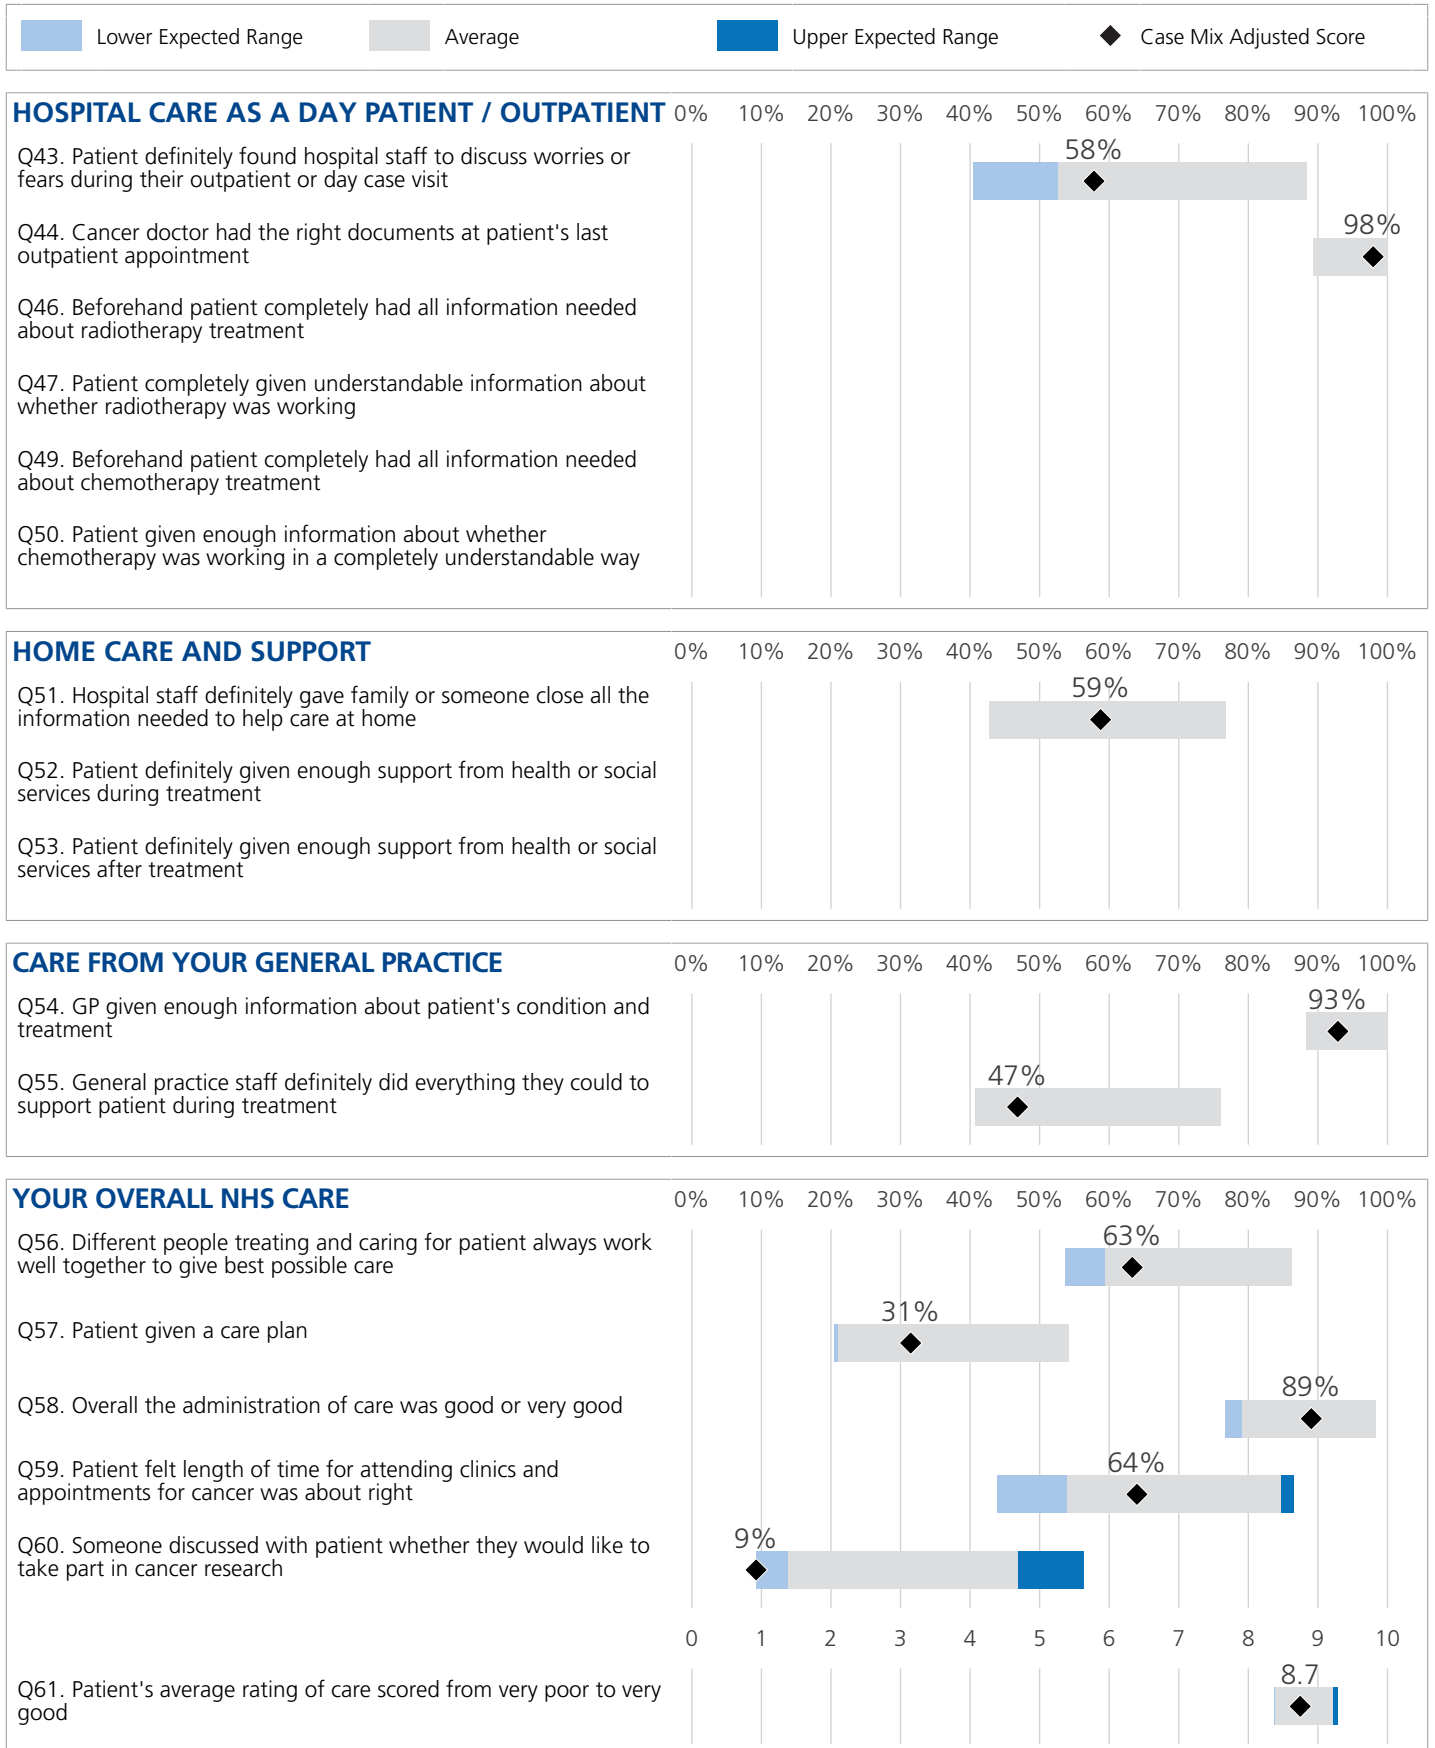 Lower Expected Range Average Upper Expected Range Case Mix Adjusted Score
HOSPITAL CARE AS A DAY PATIENT / OUTPATIENT 0% 10% 20% 30% 40% 50% 60% 70% 80% 90% 100%
Q43. Patient definitely found hospital staff to discuss worries or
fears during their outpatient or day case visit
58%
Q44. Cancer doctor had the right documents at patient's last
outpatient appointment
98%
Q46. Beforehand patient completely had all information needed
about radiotherapy treatment
Q47. Patient completely given understandable information about
whether radiotherapy was working
Q49. Beforehand patient completely had all information needed
about chemotherapy treatment
Q50. Patient given enough information about whether
chemotherapy was working in a completely understandable way
HOME CARE AND SUPPORT 0% 10% 20% 30% 40% 50% 60% 70% 80% 90% 100%
Q51. Hospital staff definitely gave family or someone close all the
information needed to help care at home
59%
Q52. Patient definitely given enough support from health or social
services during treatment
Q53. Patient definitely given enough support from health or social
services after treatment
CARE FROM YOUR GENERAL PRACTICE 0% 10% 20% 30% 40% 50% 60% 70% 80% 90% 100%
Q54. GP given enough information about patient's condition and
treatment
93%
Q55. General practice staff definitely did everything they could to
support patient during treatment
47%
YOUR OVERALL NHS CARE 0% 10% 20% 30% 40% 50% 60% 70% 80% 90% 100%
Q56. Different people treating and caring for patient always work
well together to give best possible care
63%
Q57. Patient given a care plan
31%
Q58. Overall the administration of care was good or very good
89%
Q59. Patient felt length of time for attending clinics and
appointments for cancer was about right
64%
Q60. Someone discussed with patient whether they would like to
take part in cancer research
9%
0 1 2 3 4 5 6 7 8 9 10
Q61. Patient's average rating of care scored from very poor to very
good
8.7